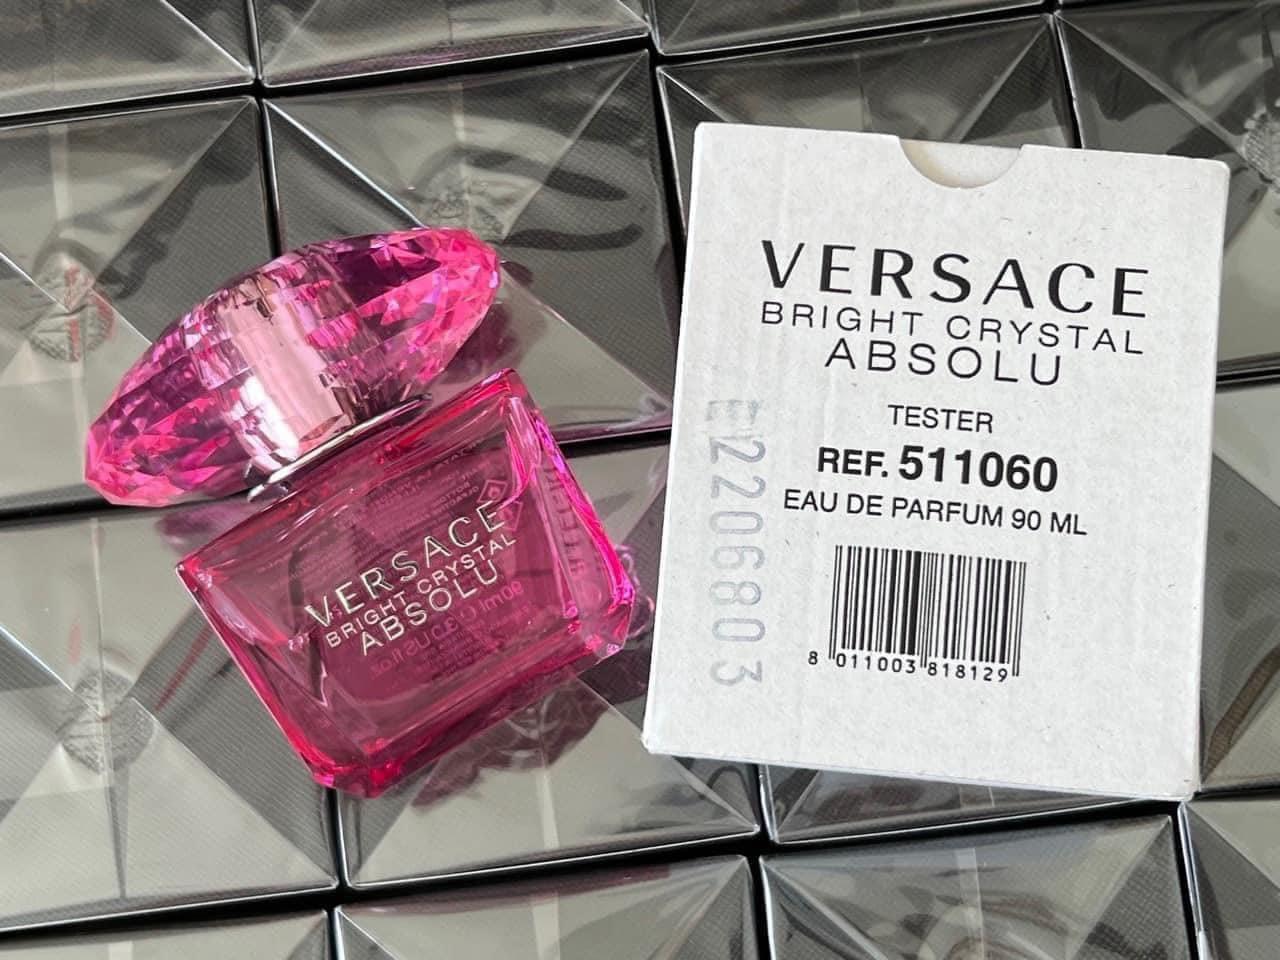 VERSACE
BRIGHT CRYSTAL
ABSOLU
VERSACE
BRIGHT CRYSTAL
ABSOLU
TESTER
REF. 511060
EAU DE PARFUM 90 ML
8 011003 818129
E2206803